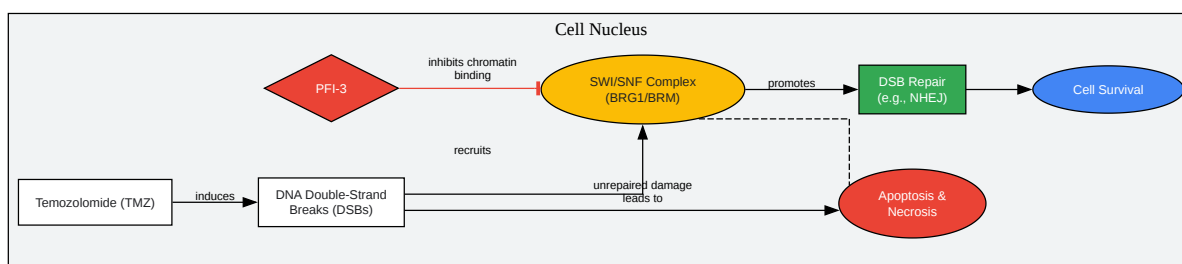 Cell Nucleus
inhibits chromatin
binding
PFI-3
SWI/SNF Complex
(BRG1/BRM)
promotes
DSB Repair
(e.g., NHEJ)
Cell Survival
recruits
Temozolomide (TMZ)
induces
DNA Double-Strand
Breaks (DSBs)
unrepaired damage
leads to
Apoptosis &
Necrosis